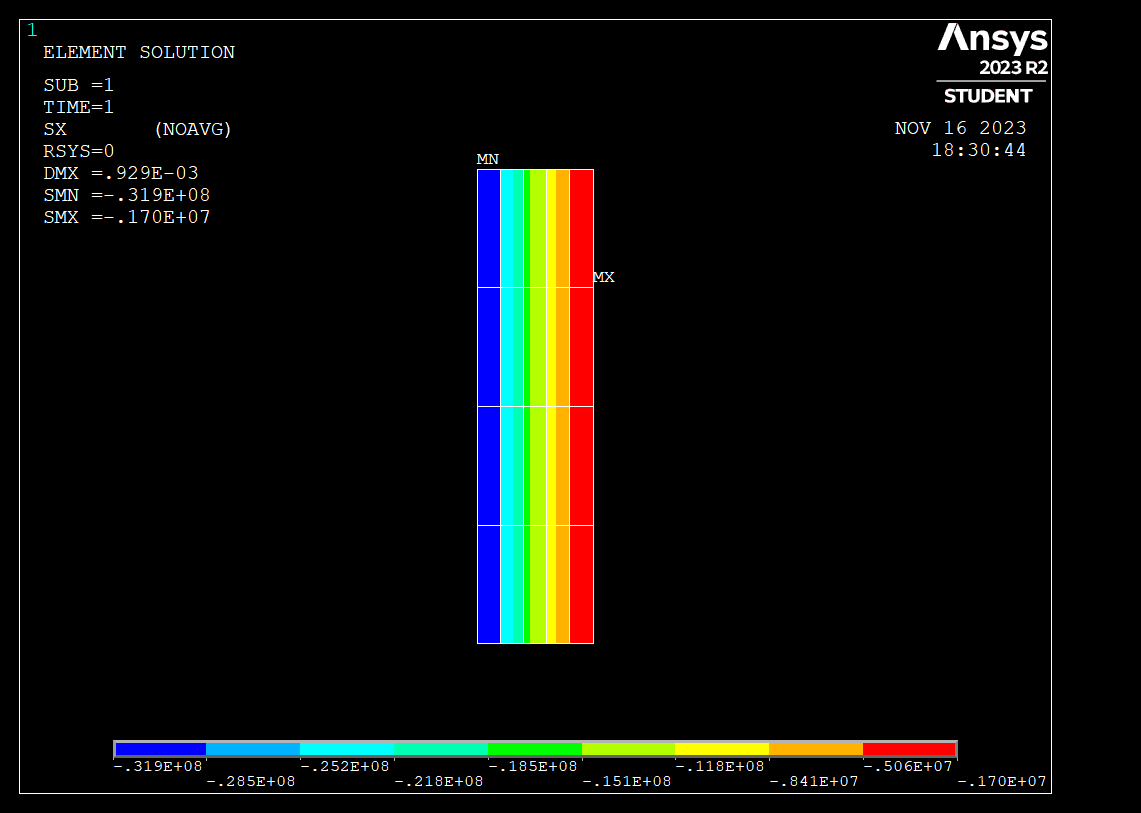 1
ELEMENT SOLUTION
SUB =1
TIME=1
SX (NOAVG)
RSYS=0
DMX =.929E-03
SMN =-.319E+08
SMX =-.170E+07
Ansys
2023 R2
STUDENT
NOV 16 2023
18:30:44
MN
MX
-.319E+08 -.252E+08 -.185E+08 -.118E+08 -.506E+07
-.285E+08 -.218E+08 -.151E+08 -.841E+07 -.170E+07